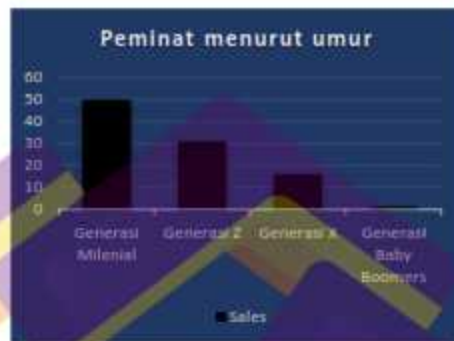 Peminat menurut umur
60
50
40
30
20
10
0
Generasi Milenial
Generasi Z
Generasi X
Generasi Baby Boomers
Sales